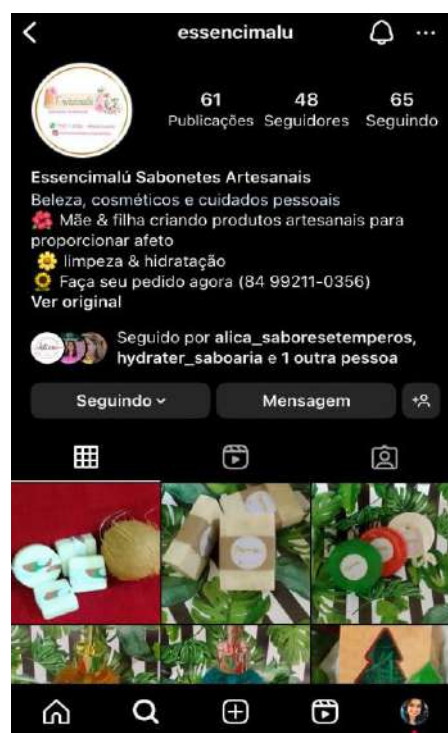 essencimalu
61 48 65
Publicações Seguidores Seguindo
Essencimalú Sabonetes Artesanais
Beleza, cosméticos e cuidados pessoais
Mãe & filha criando produtos artesanais para
proporcionar afeto
limpeza & hidratação
Faça seu pedido agora (84 99211-0356)
Ver original
Seguido por alica_saboresetemperos,
hydrater_saboaria e 1 outra pessoa
Seguindo
Mensagem